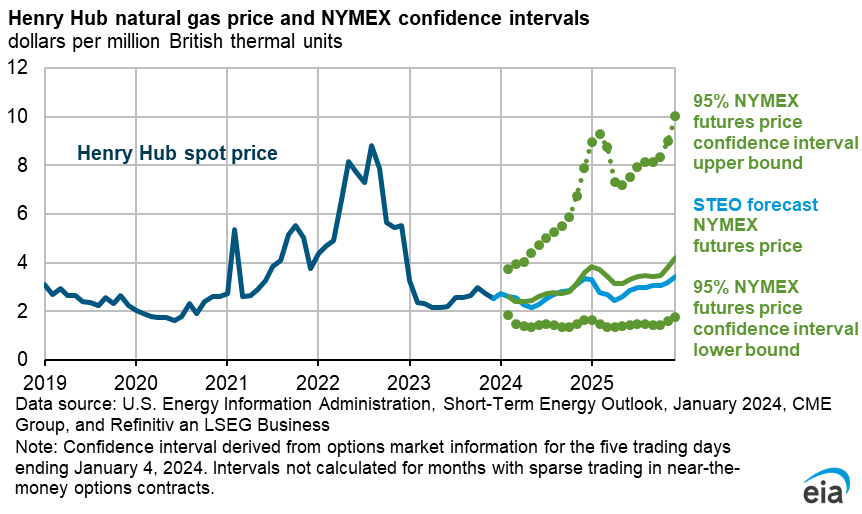 Henry Hub natural gas price and NYMEX confidence intervals
dollars per million British thermal units
12
10
8
6
4
2
0
Henry Hub spot price
95% NYMEX
futures price
confidence interval
upper bound
STEO forecast
NYMEX
futures price
95% NYMEX
futures price
confidence interval
lower bound
2019 2020 2021 2022 2023 2024 2025
Data source: U.S. Energy Information Administration, Short-Term Energy Outlook, January 2024, CME
Group, and Refinitiv an LSEG Business
Note: Confidence interval derived from options market information for the five trading days
ending January 4, 2024. Intervals not calculated for months with sparse trading in near-the-
money options contracts.
eia